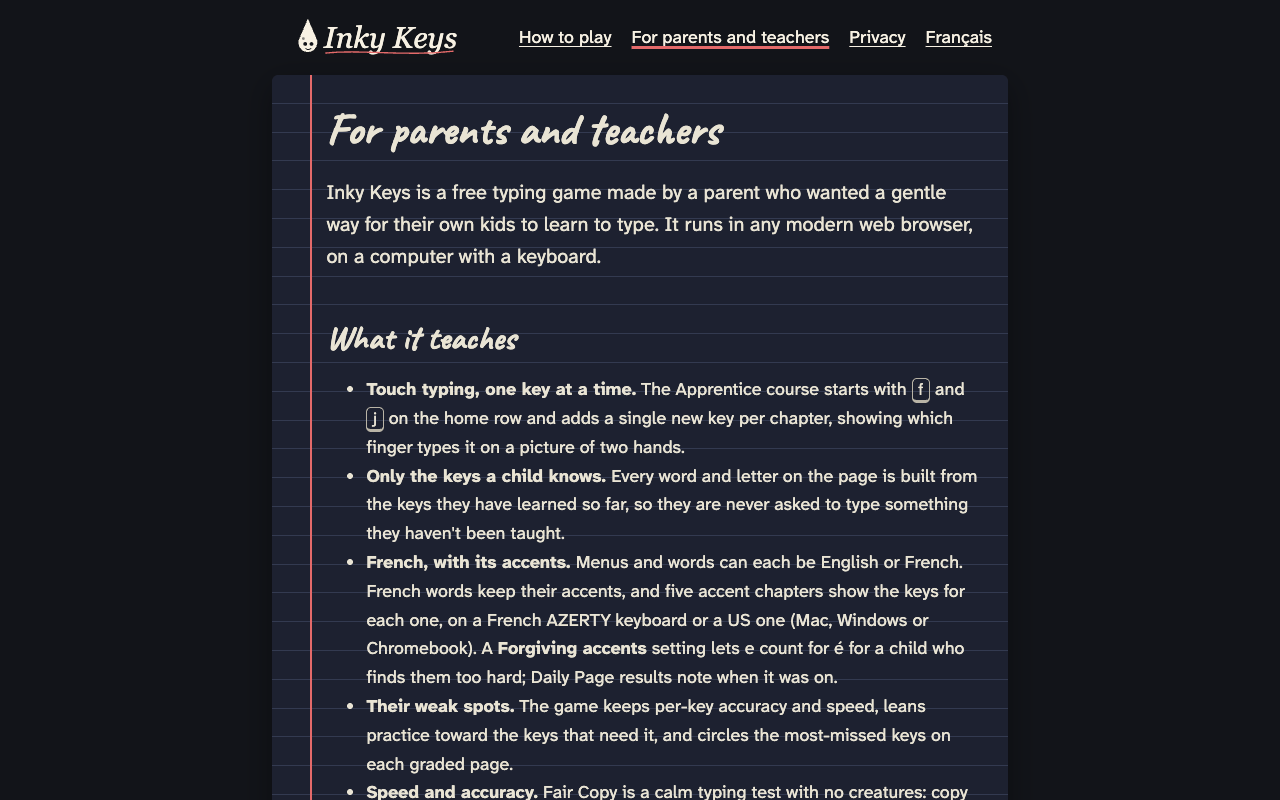 Inky Keys
How to play
For parents and teachers
Privacy
Français
For parents and teachers
Inky Keys is a free typing game made by a parent who wanted a gentle
way for their own kids to learn to type. It runs in any modern web browser,
on a computer with a keyboard.
What it teaches
• Touch typing, one key at a time. The Apprentice course starts with f and
j on the home row and adds a single new key per chapter, showing which
finger types it on a picture of two hands.
• Only the keys a child knows. Every word and letter on the page is built from
the keys they have learned so far, so they are never asked to type something
they haven't been taught.
• French, with its accents. Menus and words can each be English or French.
French words keep their accents, and five accent chapters show the keys for
each one, on a French AZERTY keyboard or a US one (Mac, Windows or
Chromebook). A Forgiving accents setting lets e count for é for a child who
finds them too hard; Daily Page results note when it was on.
• Their weak spots. The game keeps per-key accuracy and speed, leans
practice toward the keys that need it, and circles the most-missed keys on
each graded page.
• Speed and accuracy. Fair Copy is a calm typing test with no creatures: copy